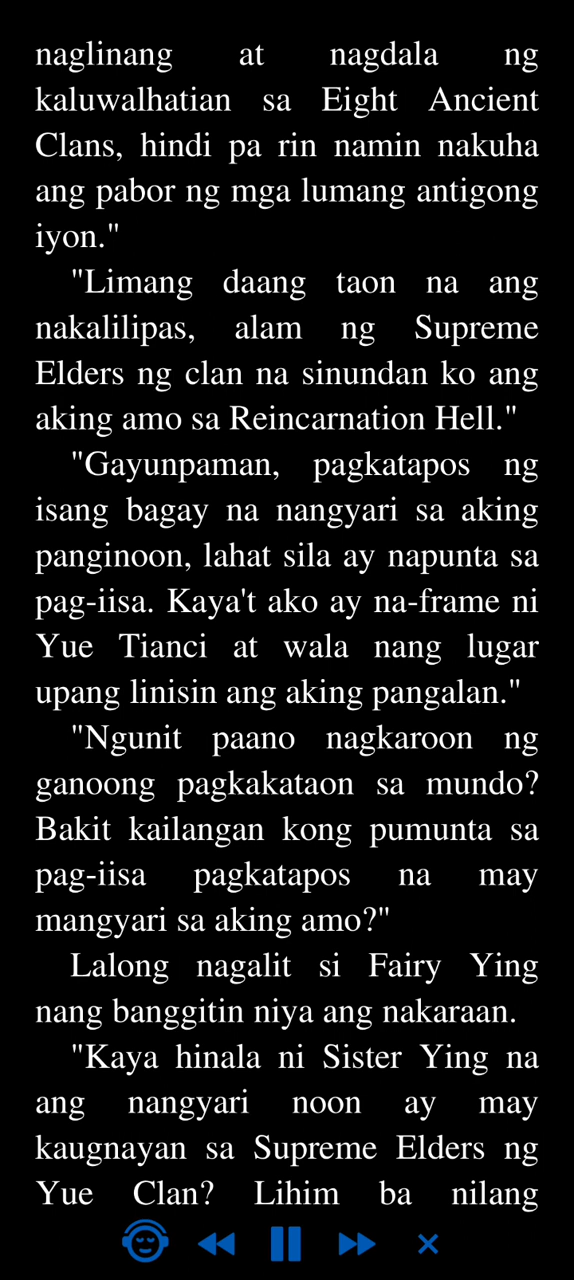 naglinang at nagdala ng
kaluwalhatian sa Eight Ancient
Clans, hindi pa rin namin nakuha
ang pabor ng mga lumang antigong
iyon."
"Limang daang taon na ang
nakalilipas, alam ng Supreme
Elders ng clan na sinundan ko ang
aking amo sa Reincarnation Hell."
"Gayunpaman, pagkatapos ng
isang bagay na nangyari sa aking
panginoon, lahat sila ay napunta sa
pag-iisa. Kaya't ako ay na-frame ni
Yue Tianci at wala nang lugar
upang linisin ang aking pangalan."
"Ngunit paano nagkaroon ng
ganoong pagkakataon sa mundo?
Bakit kailangan kong pumunta sa
pag-iisa pagkatapos na may
mangyari sa aking amo?"
Lalong nagalit si Fairy Ying
nang banggitin niya ang nakaraan.
"Kaya hinala ni Sister Ying na
ang nangyari noon ay may
kaugnayan sa Supreme Elders ng
Yue Clan? Lihim ba nilang